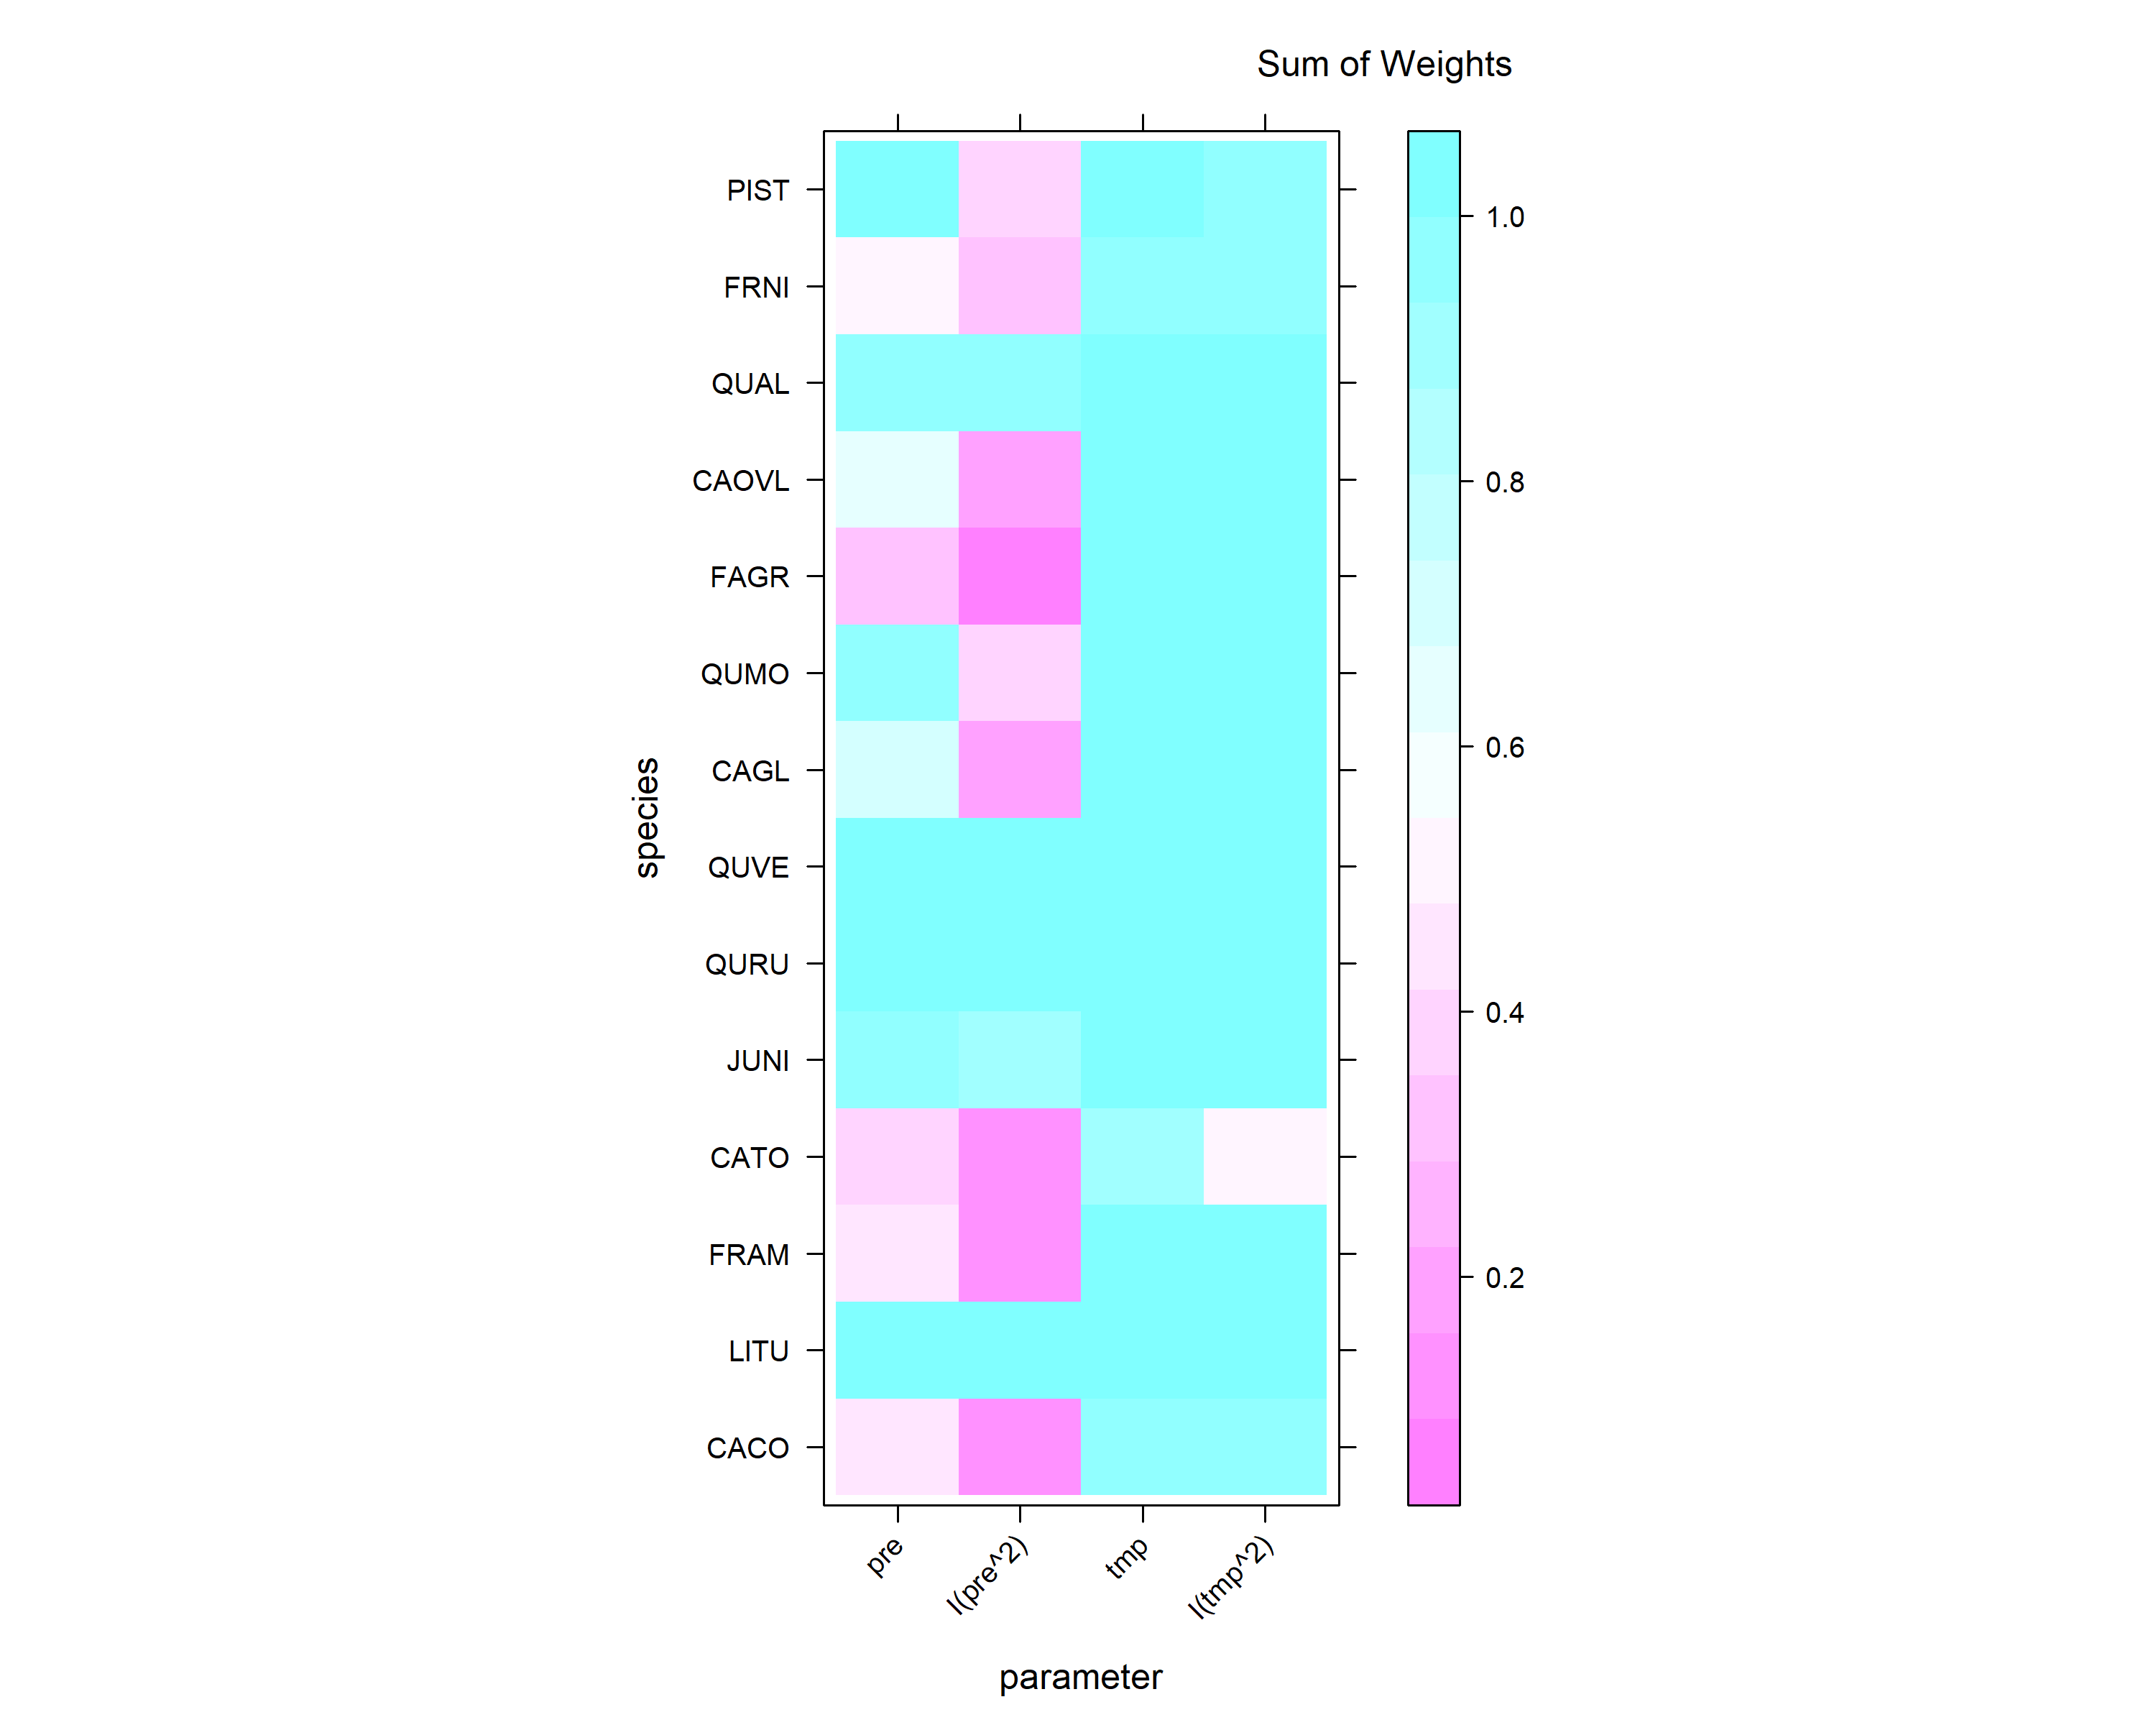 Sum of Weights
PIST
FRNI
QUAL
CAOVL
FAGR
QUMO
CAGL
QUVE
QURU
JUNI
CATO
FRAM
LITU
CACO
species
1.0
0.8
0.6
0.4
0.2
pre
I(pre^2)
tmp
I(tmp^2)
parameter